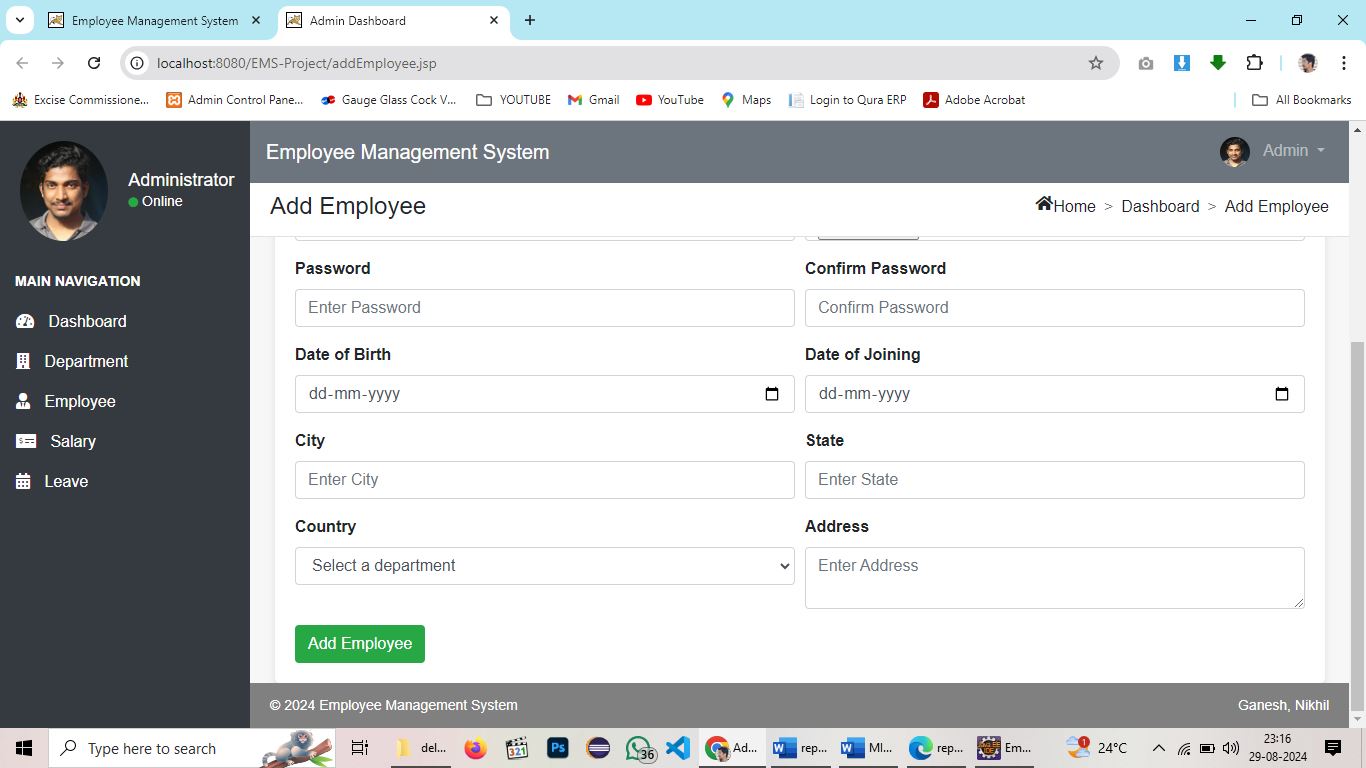 Employee Management System
Admin Dashboard
localhost:8080/EMS-Project/addEmployee.jsp
Excise Commissione...
Admin Control Pane...
Gauge Glass Cock V...
YOUTUBE
Gmail
YouTube
Maps
Login to Qura ERP
Adobe Acrobat
All Bookmarks
Administrator
Online
Employee Management System
Admin
Add Employee
Home > Dashboard > Add Employee
MAIN NAVIGATION
Dashboard
Department
Employee
Salary
Leave
Password
Confirm Password
Enter Password
Confirm Password
Date of Birth
Date of Joining
dd-mm-yyyy
dd-mm-yyyy
City
State
Enter City
Enter State
Country
Address
Select a department
Enter Address
Add Employee
© 2024 Employee Management System
Ganesh, Nikhil
Type here to search
del...
321
Ps
36
Ad...
rep...
MI...
rep...
Em...
1
24°C
23:16
29-08-2024